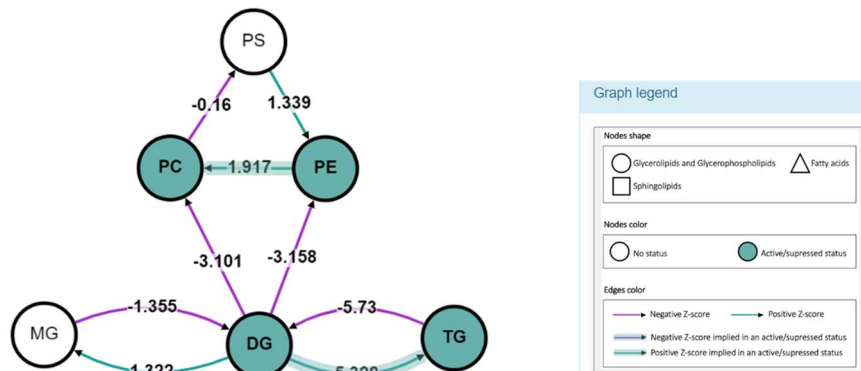 PS
-0.16
1.339
PC
1.917
PE
-3.101
-3.158
-1.355
-5.73
MG
DG
TG
1.322
Graph legend
Nodes shape
Glycerolipids and Glycerophospholipids
Fatty acids
Sphingolipids
Nodes color
No status
Active/supressed status
Edges color
Negative Z-score
Positive Z-score
Negative Z-score implied in an active/supressed status
Positive Z-score implied in an active/supressed status